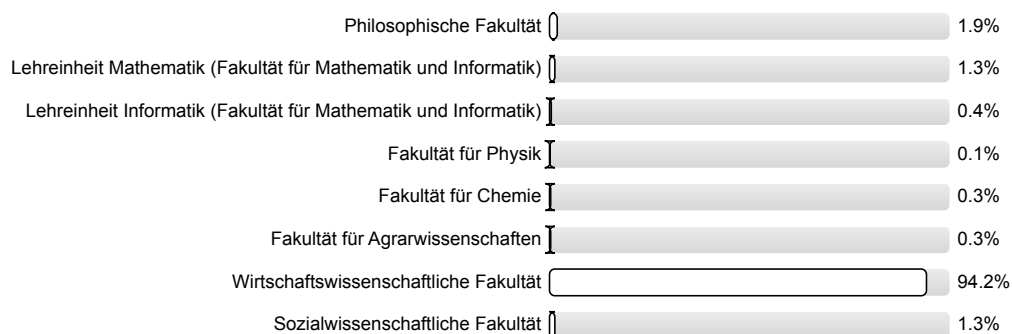 Philosophische Fakultät 1.9%
Lehreinheit Mathematik (Fakultät für Mathematik und Informatik) 1.3%
Lehreinheit Informatik (Fakultät für Mathematik und Informatik) 0.4%
Fakultät für Physik 0.1%
Fakultät für Chemie 0.3%
Fakultät für Agrarwissenschaften 0.3%
Wirtschaftswissenschaftliche Fakultät 94.2%
Sozialwissenschaftliche Fakultät 1.3%